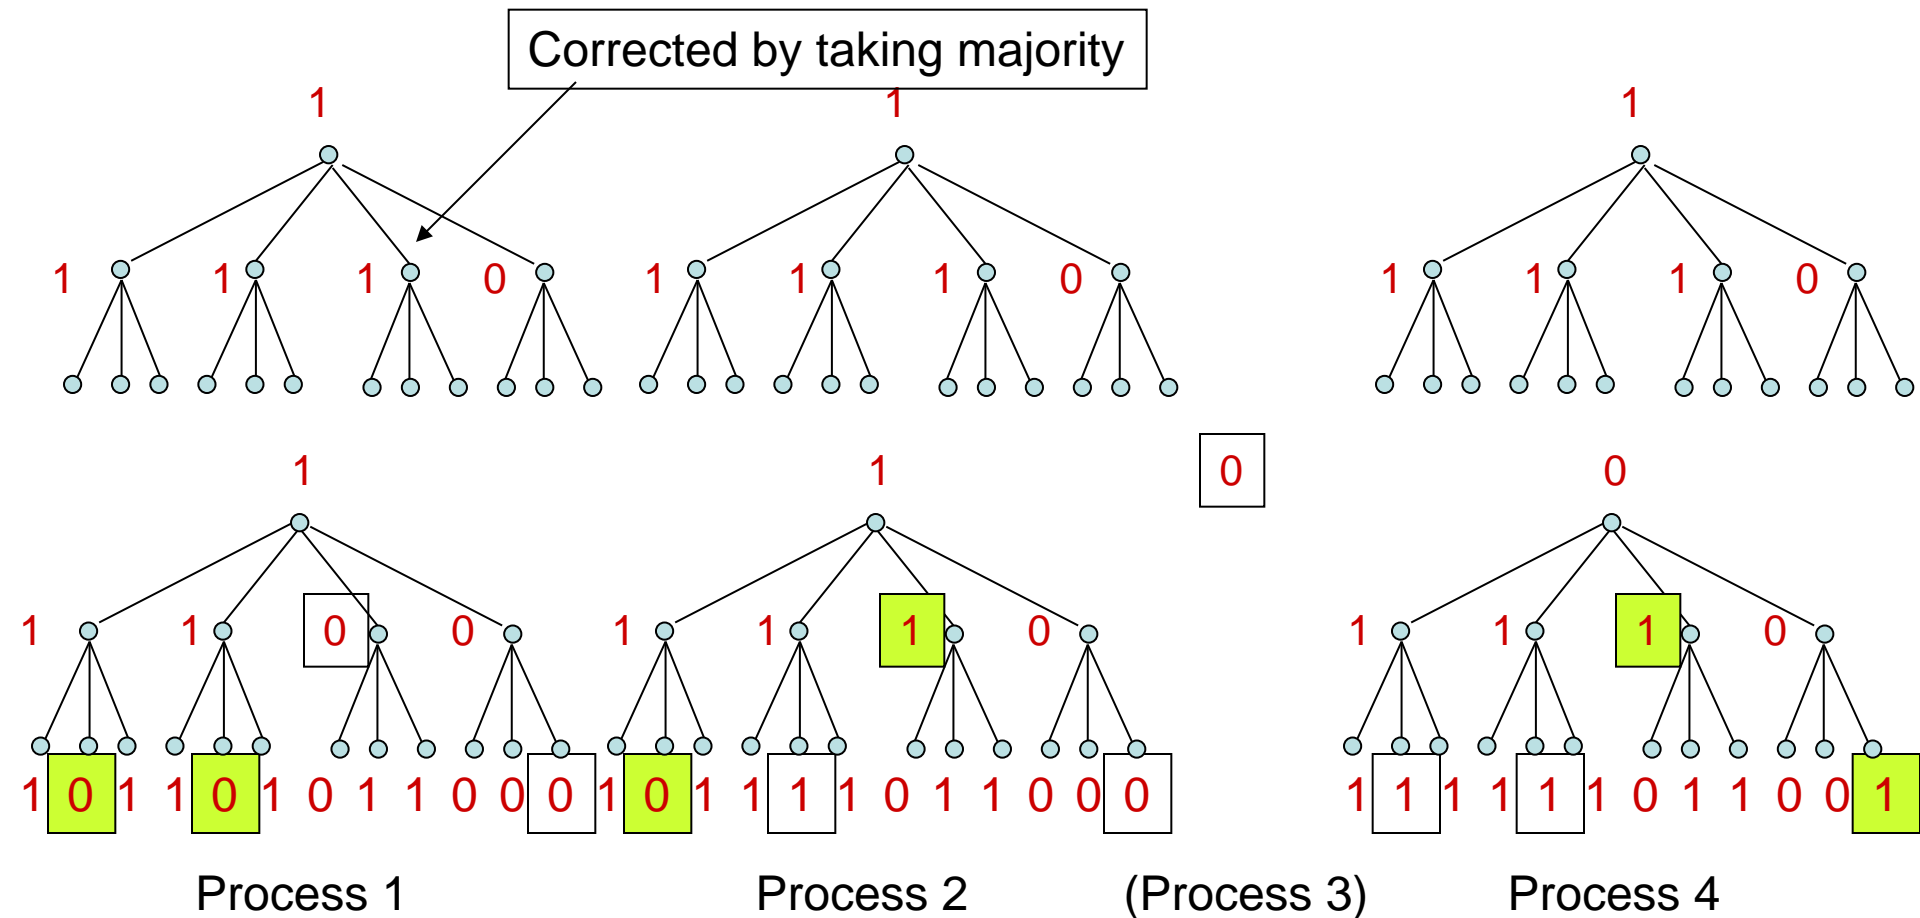 Corrected by taking majority
1 1 1
1 1 1 0 1 1 1 0 1 1 1 0
0
1 1 0
1 1 0 0 1 1 1 0 1 1 1 0
1 0 1 1 0 1 0 1 1 0 0 0 1 0 1 1 1 1 0 1 1 0 0 0 1 1 1 1 1 1 0 1 1 0 0 1
Process 1 Process 2 (Process 3) Process 4